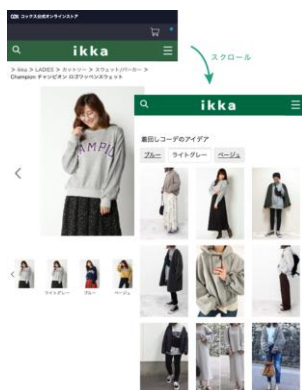 COX コックス公式オンラインストア
ikka
> ikka > LADIES > カットソー > スウェット/パーカー >
Champion チャンピオン ロゴワッペンスウェット
CHAMPION
ライトグレー ブルー ベージュ
スクロール
ikka
着回しコーデのアイデア
ブルー ライトグレー ベージュ